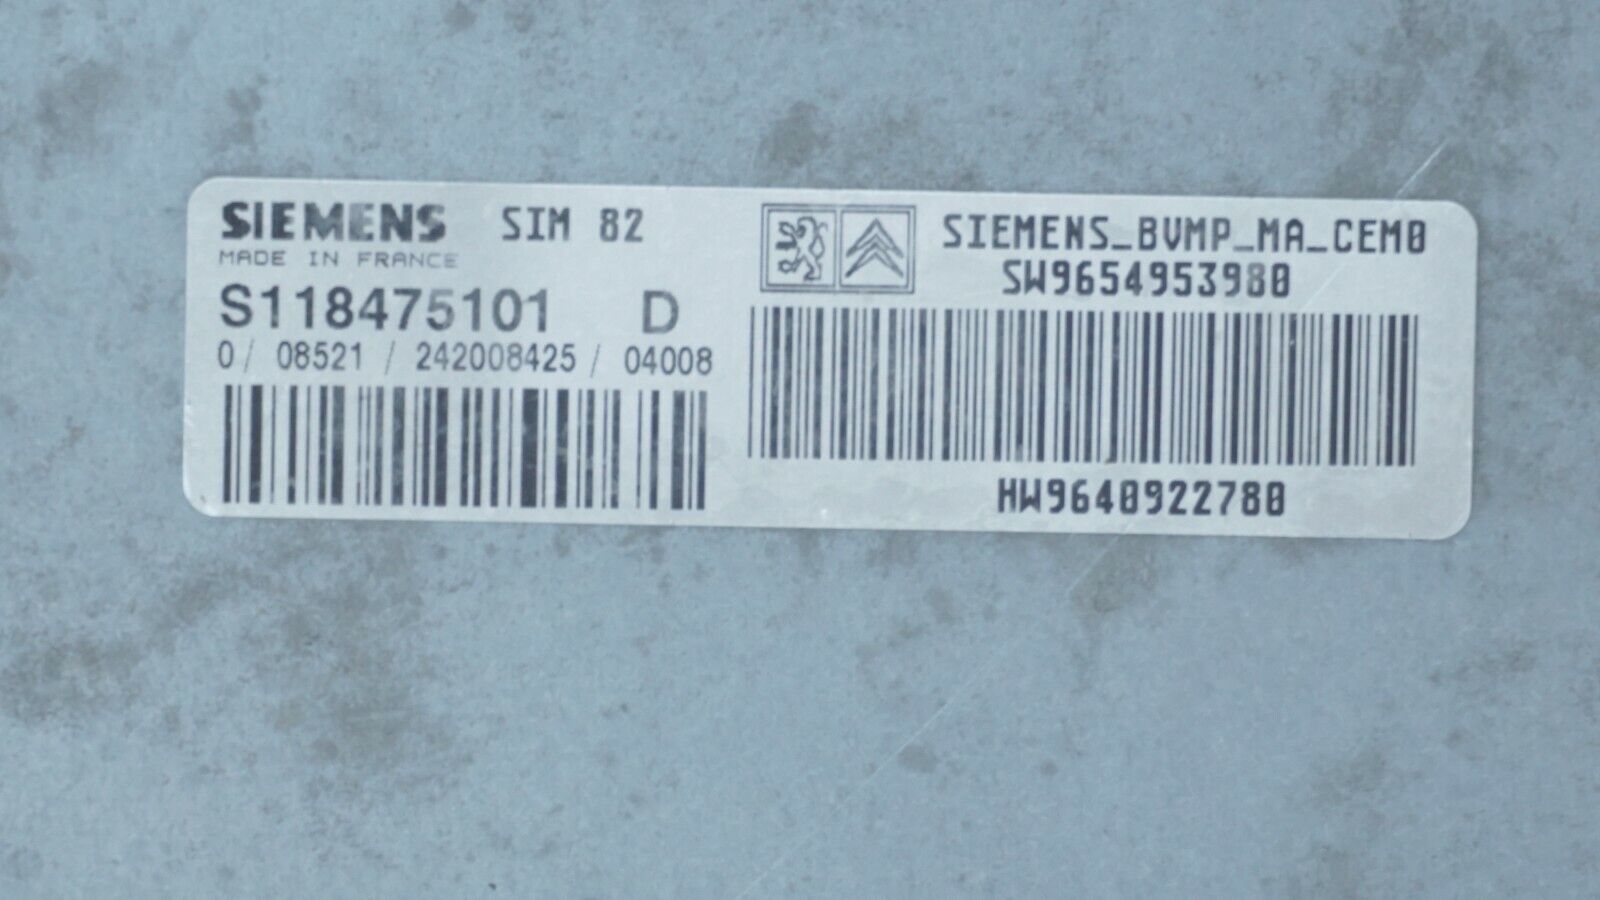 SIEMENS SIM 82
MADE IN FRANCE
S118475101 D
0 / 08521 / 242008425 / 04008
SIEMENS_BVMP_MA_CEM0
SW9654953980
HW9640922780